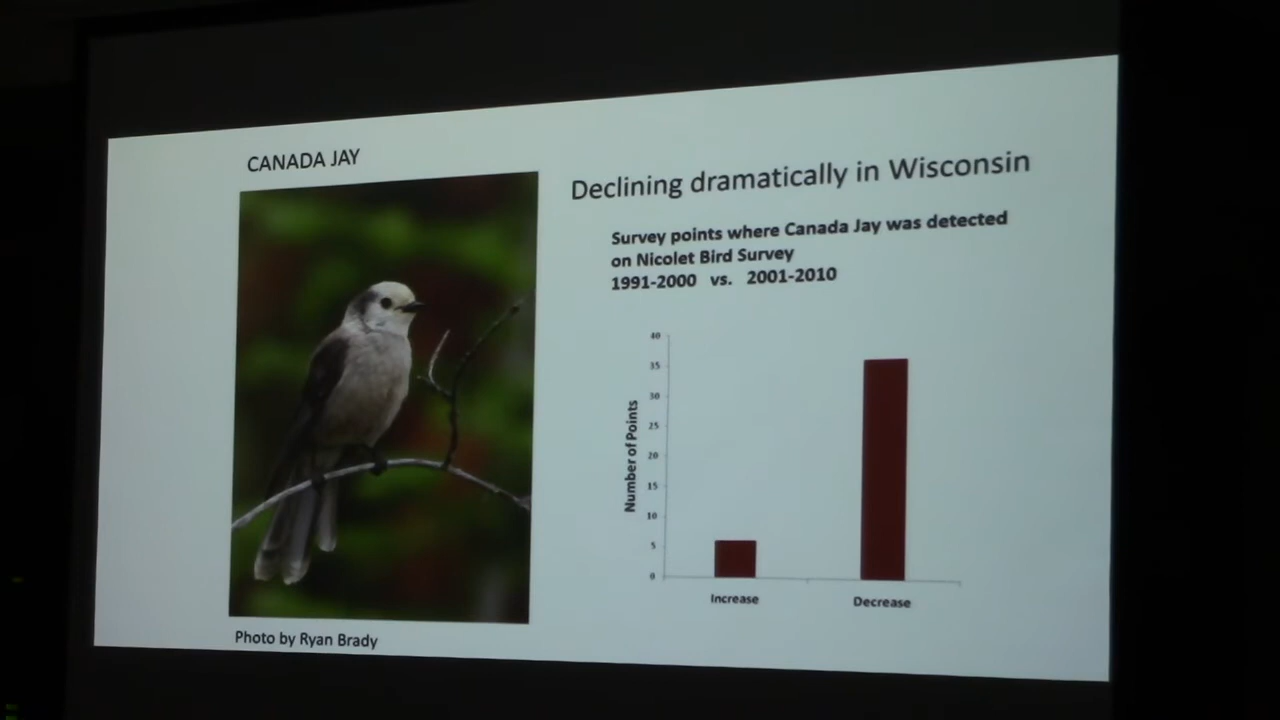 CANADA JAY
Declining dramatically in Wisconsin
Survey points where Canada Jay was detected
on Nicolet Bird Survey
1991-2000 vs. 2001-2010
Number of Points
40
35
30
25
20
15
10
5
0
Increase
Decrease
Photo by Ryan Brady